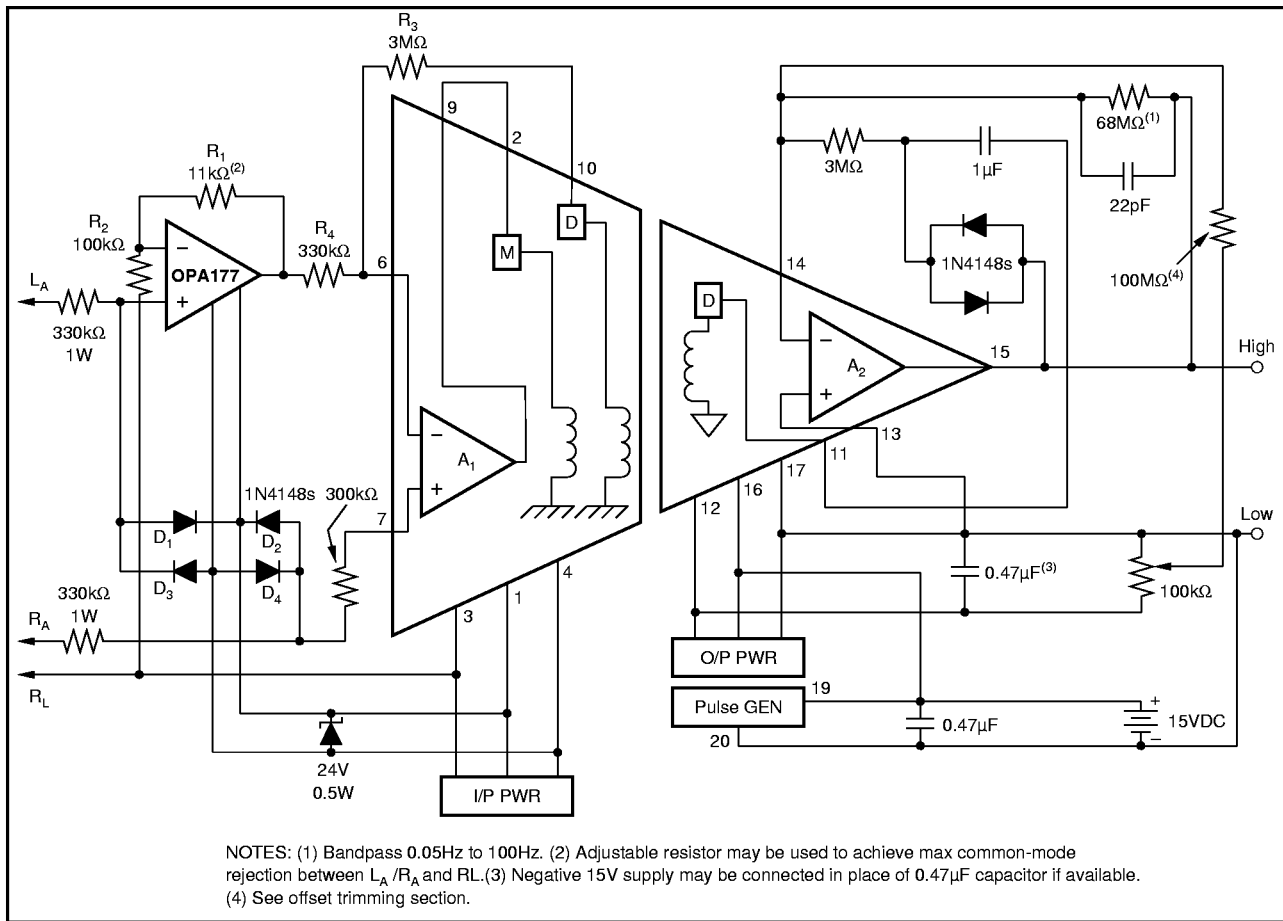 R3
3MΩ
9
2
10
R1
11kΩ(2)
R2
100kΩ
−
OPA177
+
R4
330kΩ
6
LA
330kΩ
1W
M
D
−
A1
+
1N4148s
300kΩ
7
D1
D2
D3
D4
330kΩ
1W
RA
RL
3
1
4
24V
0.5W
I/P PWR
68MΩ(1)
3MΩ
1µF
22pF
14
1N4148s
100MΩ(4)
D
−
A2
+
15
High
13
11
17
16
12
Low
0.47µF(3)
100kΩ
O/P PWR
19
Pulse GEN
20
0.47µF
+
15VDC
−
NOTES: (1) Bandpass 0.05Hz to 100Hz. (2) Adjustable resistor may be used to achieve max common-mode
rejection between LA /RA and RL.(3) Negative 15V supply may be connected in place of 0.47µF capacitor if available.
(4) See offset trimming section.